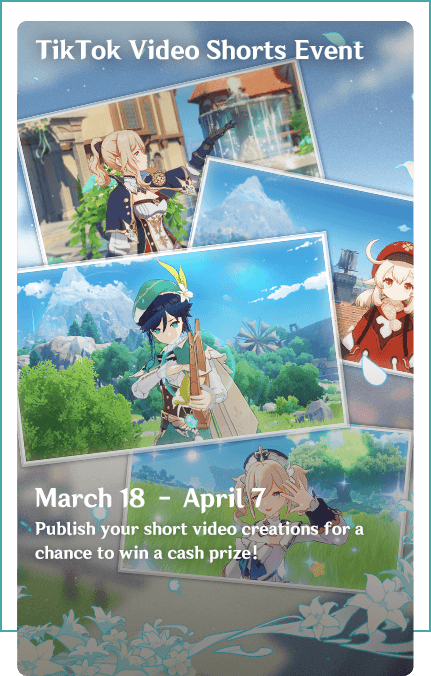 TikTok Video Shorts Event
March 18 - April 7
Publish your short video creations for a
chance to win a cash prize!